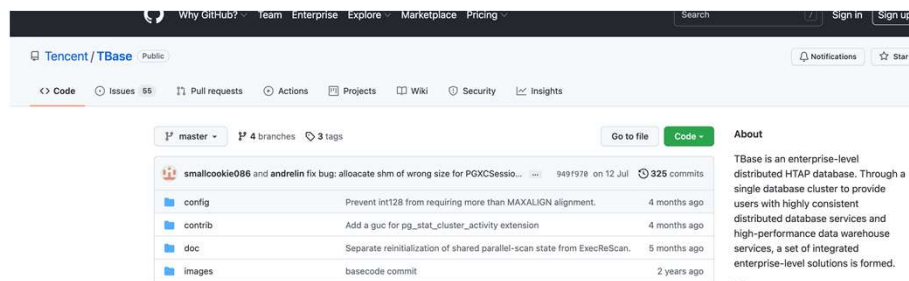 Why GitHub? Team Enterprise Explore Marketplace Pricing Search / Sign in Sign up
Tencent / TBase Public Notifications Star
Code Issues 55 Pull requests Actions Projects Wiki Security Insights
master 4 branches 3 tags Go to file Code
About
smallcookie086 and andrelin fix bug: alloacate shm of wrong size for PGXCSessio... ... 949f970 on 12 Jul 325 commits
config Prevent int128 from requiring more than MAXALIGN alignment. 4 months ago
contrib Add a guc for pg_stat_cluster_activity extension 4 months ago
doc Separate reinitialization of shared parallel-scan state from ExecReScan. 5 months ago
images basecode commit 2 years ago
TBase is an enterprise-level
distributed HTAP database. Through a
single database cluster to provide
users with highly consistent
distributed database services and
high-performance data warehouse
services, a set of integrated
enterprise-level solutions is formed.